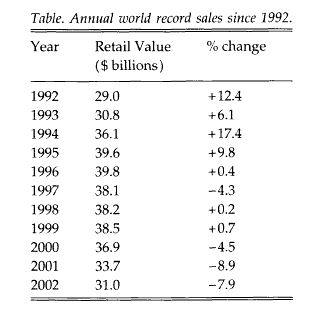 Table. Annual world record sales since 1992.
Year Retail Value % change
($ billions)
1992 29.0 +12.4
1993 30.8 +6.1
1994 36.1 +17.4
1995 39.6 +9.8
1996 39.8 +0.4
1997 38.1 −4.3
1998 38.2 +0.2
1999 38.5 +0.7
2000 36.9 −4.5
2001 33.7 −8.9
2002 31.0 −7.9